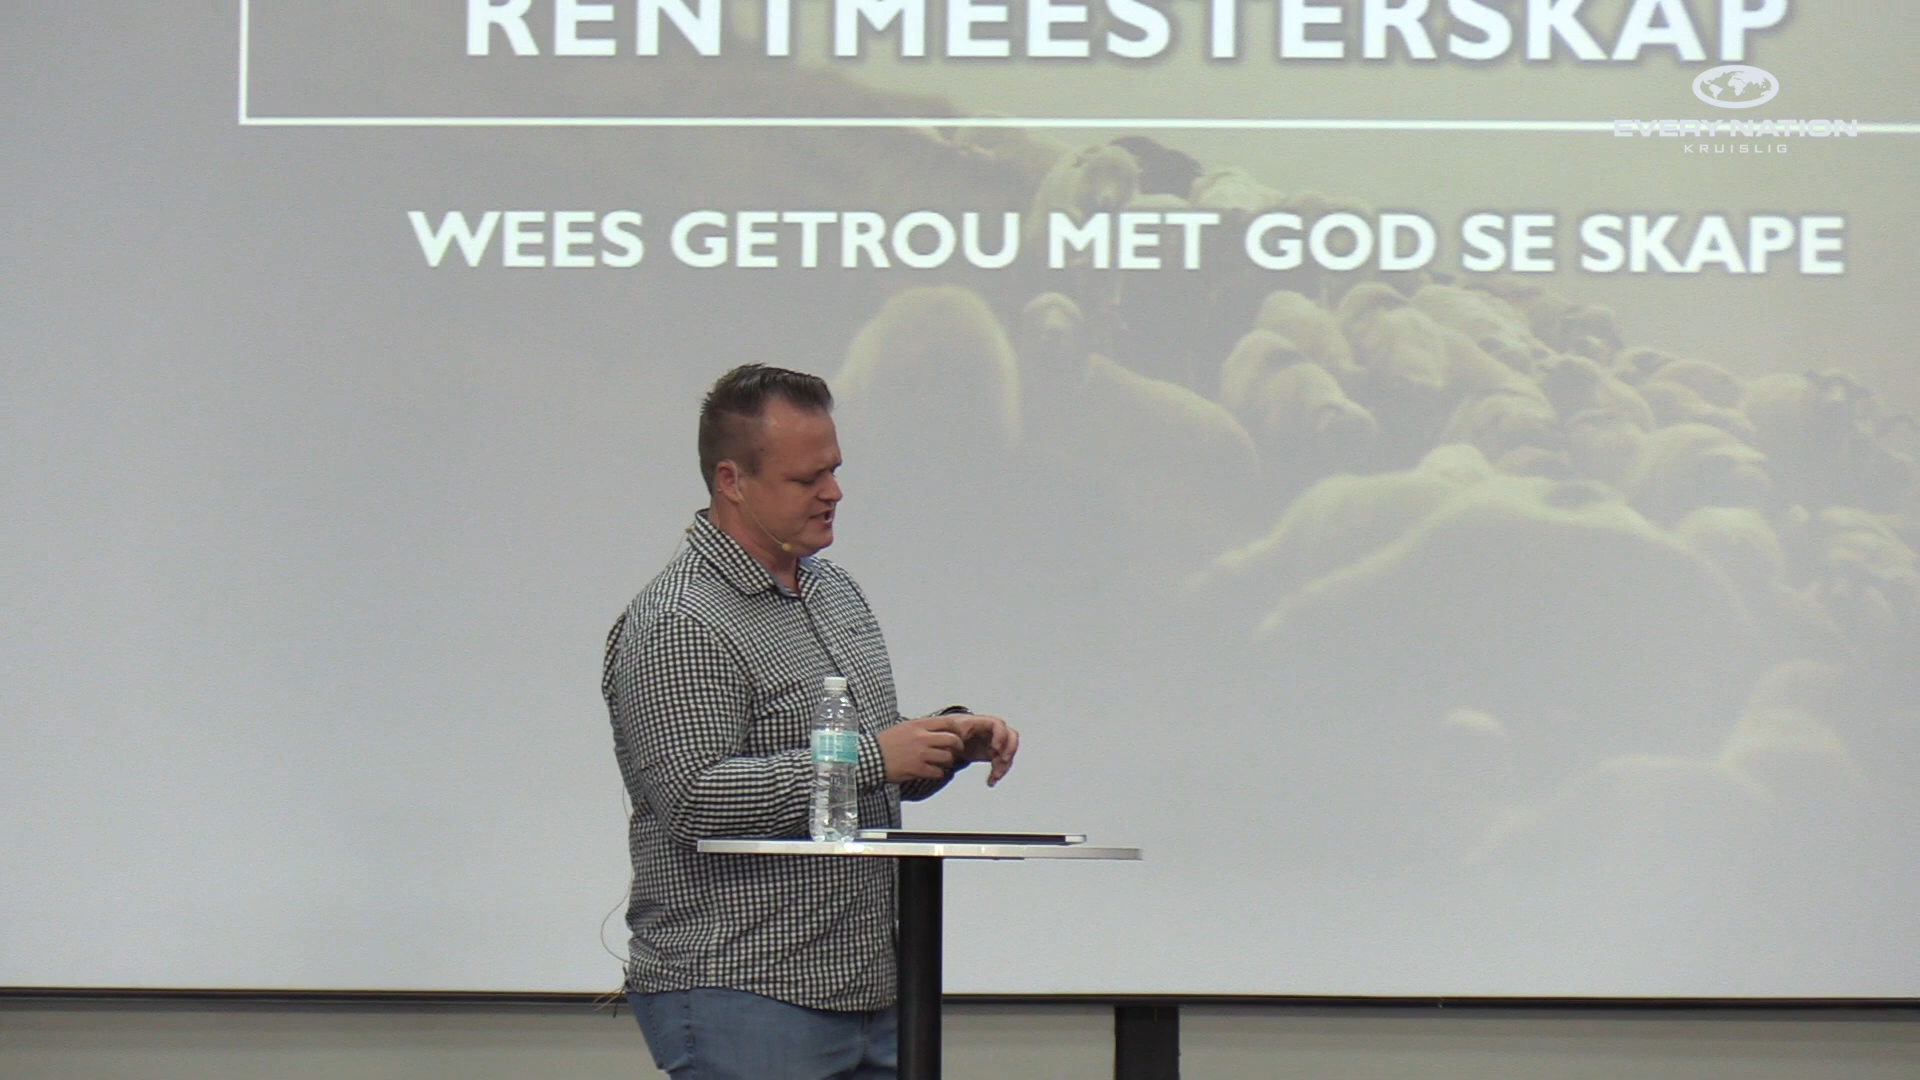 RENTMEESTERSKAP
EVERY NATION
KRUISLIG
WEES GETROU MET GOD SE SKAPE